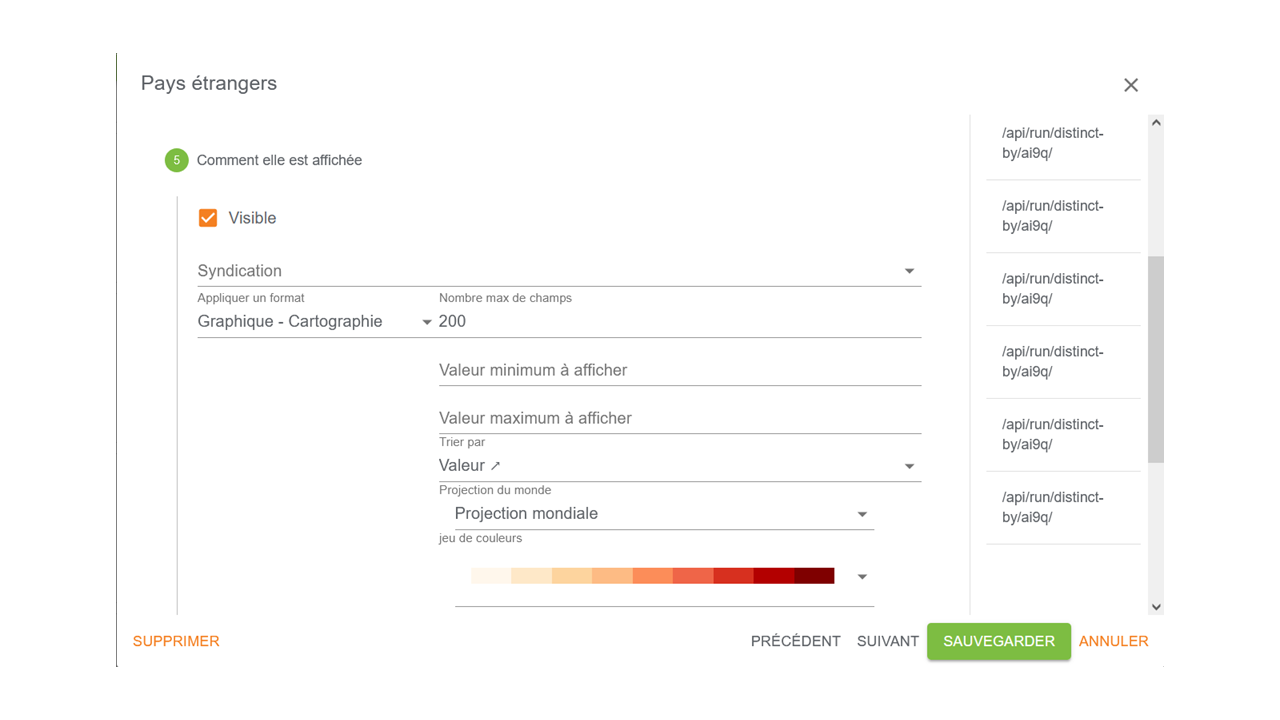 Pays étrangers
5 Comment elle est affichée
Visible
Syndication
Appliquer un format
Nombre max de champs
Graphique - Cartographie
200
Valeur minimum à afficher
Valeur maximum à afficher
Trier par
Valeur ↗
Projection du monde
Projection mondiale
jeu de couleurs
/api/run/distinct-
by/ai9q/
/api/run/distinct-
by/ai9q/
/api/run/distinct-
by/ai9q/
/api/run/distinct-
by/ai9q/
/api/run/distinct-
by/ai9q/
/api/run/distinct-
by/ai9q/
SUPPRIMER
PRÉCÉDENT
SUIVANT
SAUVEGARDER
ANNULER